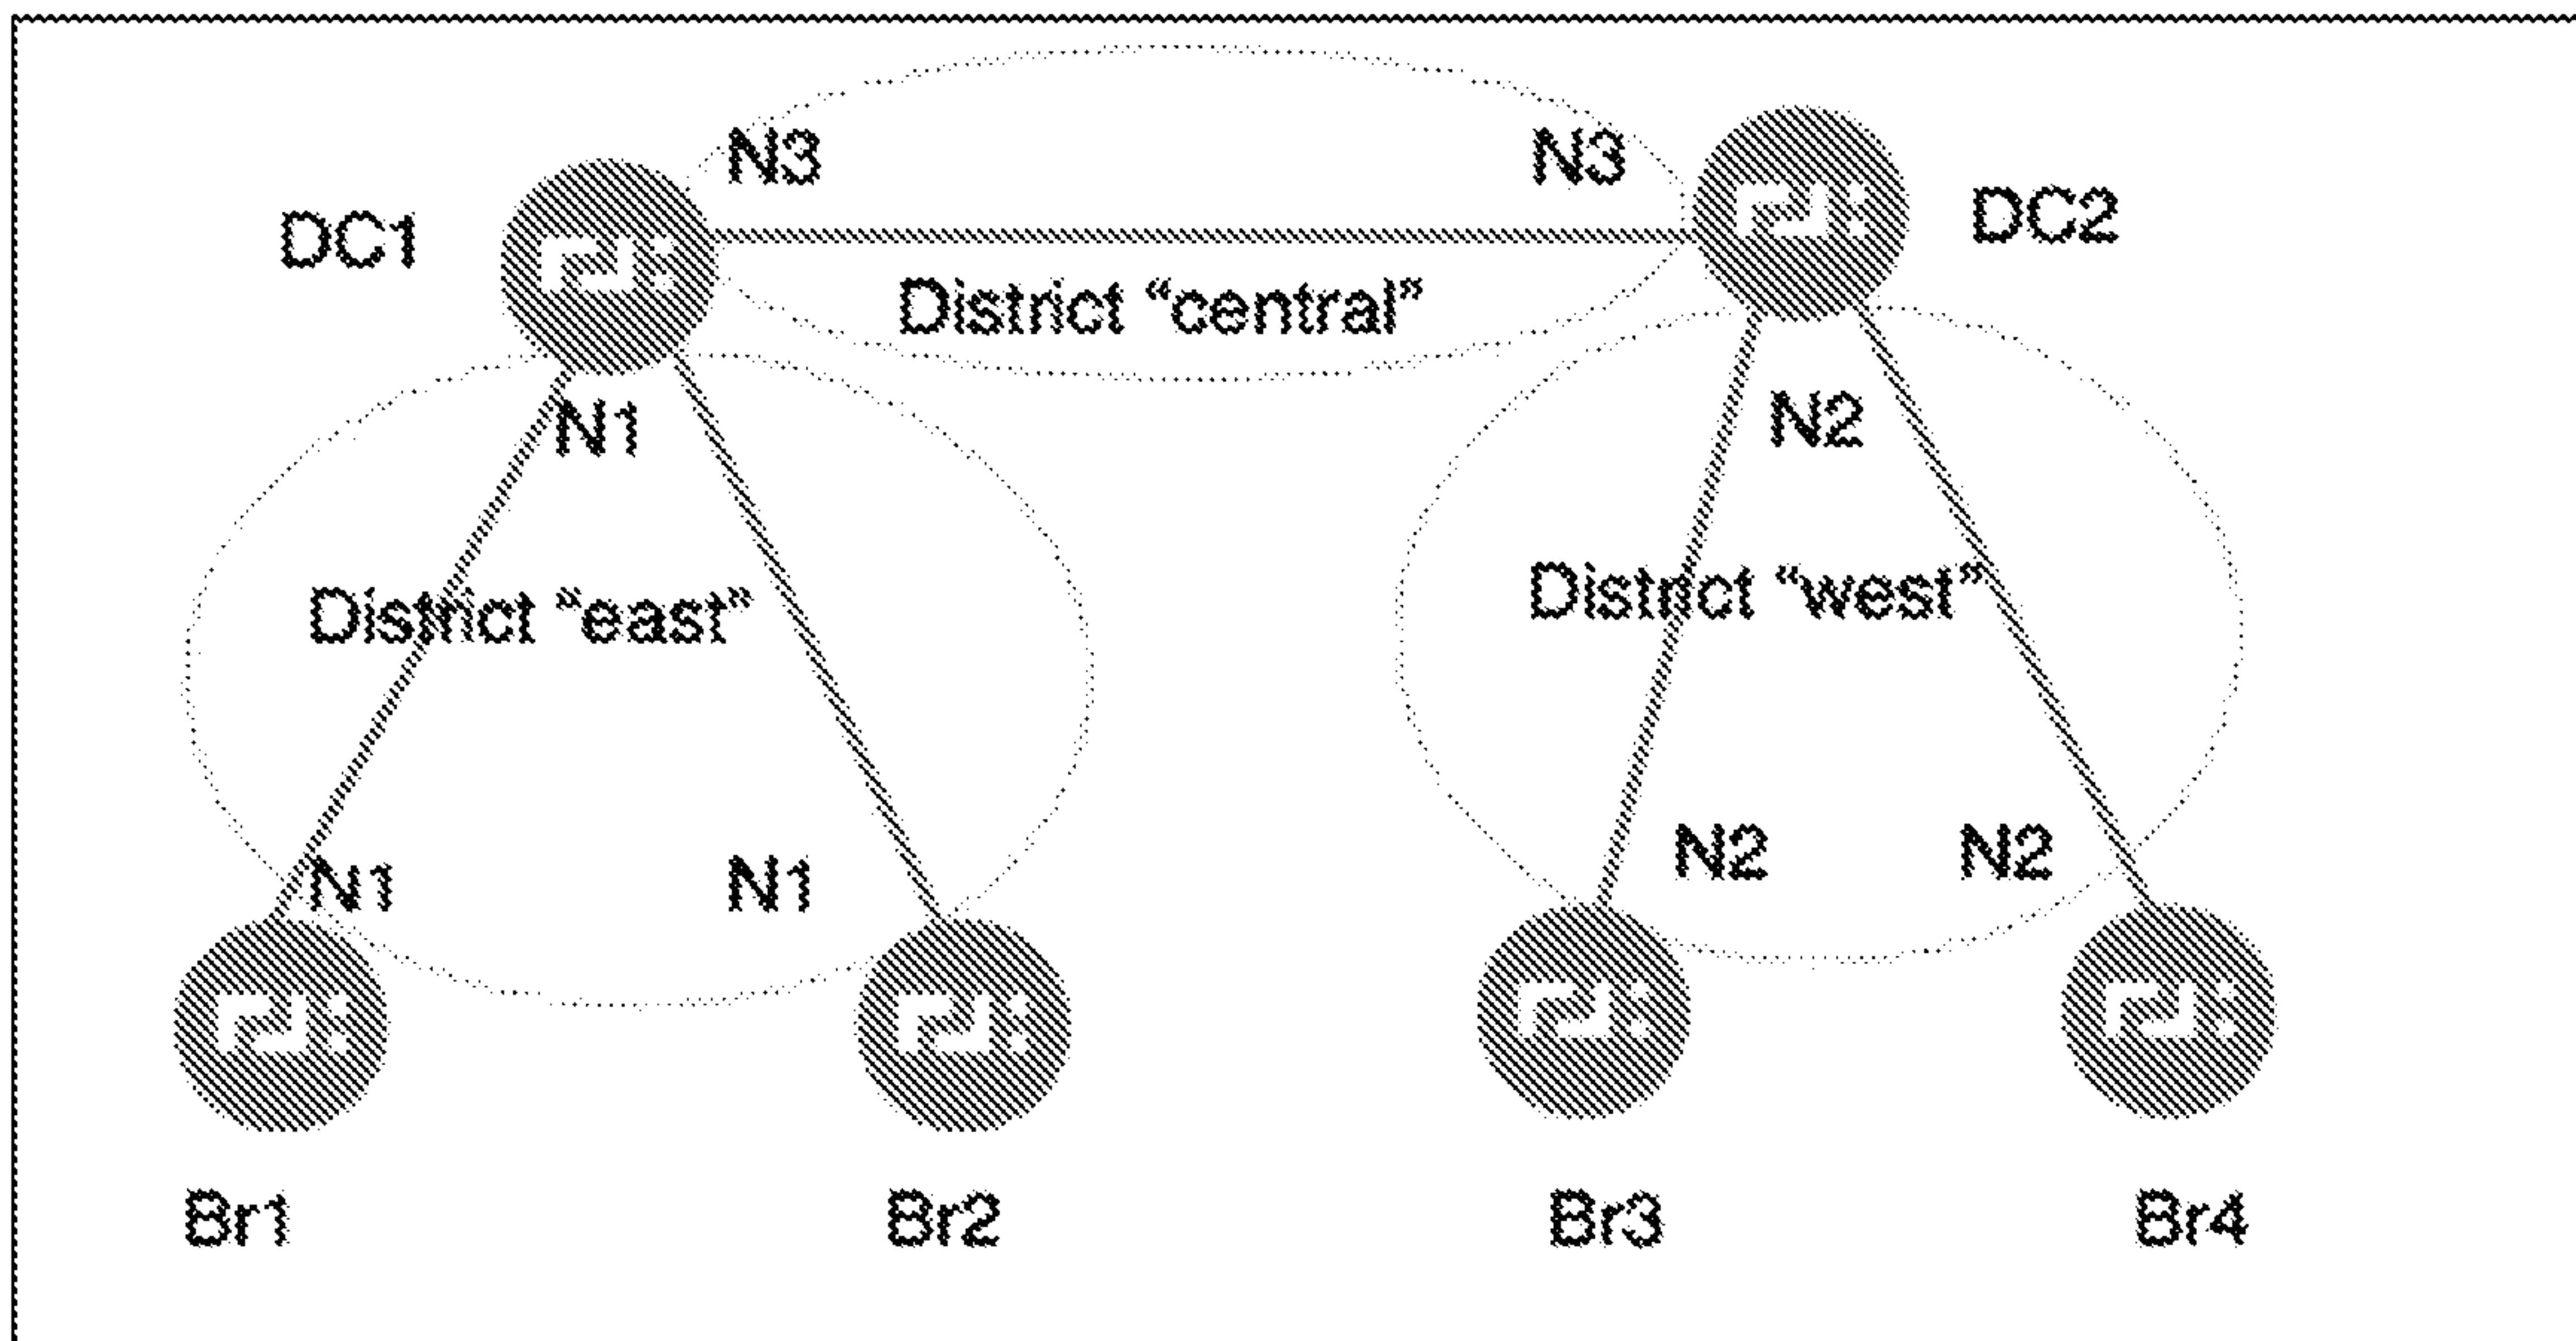 N3 N3
DC1 DC2
District “central”
N1 N2
District “east” District “west”
N1 N1 N2 N2
Br1 Br2 Br3 Br4